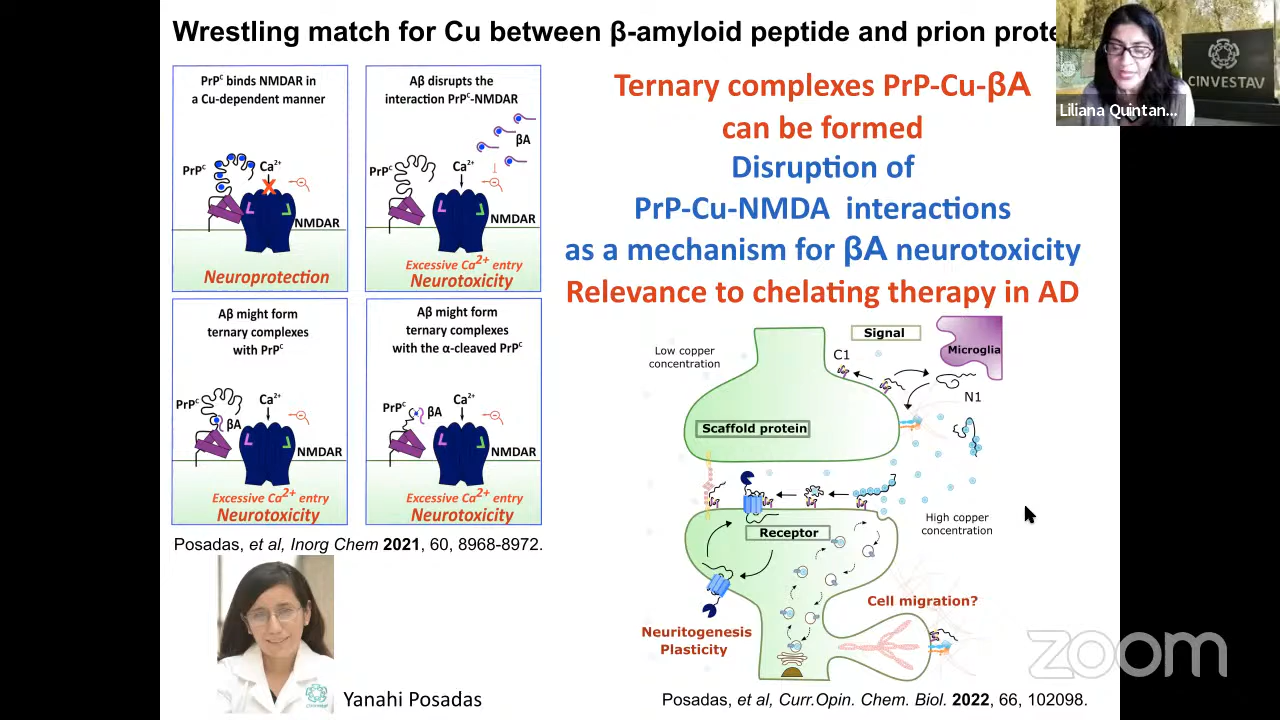 Wrestling match for Cu between β-amyloid peptide and prion prote
CINVESTAV
Liliana Quintan...
PrPᶜ binds NMDAR in
a Cu-dependent manner
PrPᶜ
Ca²⁺
NMDAR
Neuroprotection
Aβ disrupts the
interaction PrPᶜ-NMDAR
βA
PrPᶜ
Ca²⁺
NMDAR
Excessive Ca²⁺ entry
Neurotoxicity
Aβ might form
ternary complexes
with PrPᶜ
PrPᶜ
Ca²⁺
βA
NMDAR
Excessive Ca²⁺ entry
Neurotoxicity
Aβ might form
ternary complexes
with the α-cleaved PrPᶜ
PrPᶜ
βA
Ca²⁺
NMDAR
Excessive Ca²⁺ entry
Neurotoxicity
Posadas, et al, Inorg Chem 2021, 60, 8968-8972.
Cinvestav
Yanahi Posadas
Ternary complexes PrP-Cu-βA
can be formed
Disruption of
PrP-Cu-NMDA interactions
as a mechanism for βA neurotoxicity
Relevance to chelating therapy in AD
Low copper
concentration
Signal
Microglia
C1
N1
Scaffold protein
High copper
concentration
Receptor
Cell migration?
Neuritogenesis
Plasticity
zoom
Posadas, et al, Curr.Opin. Chem. Biol. 2022, 66, 102098.